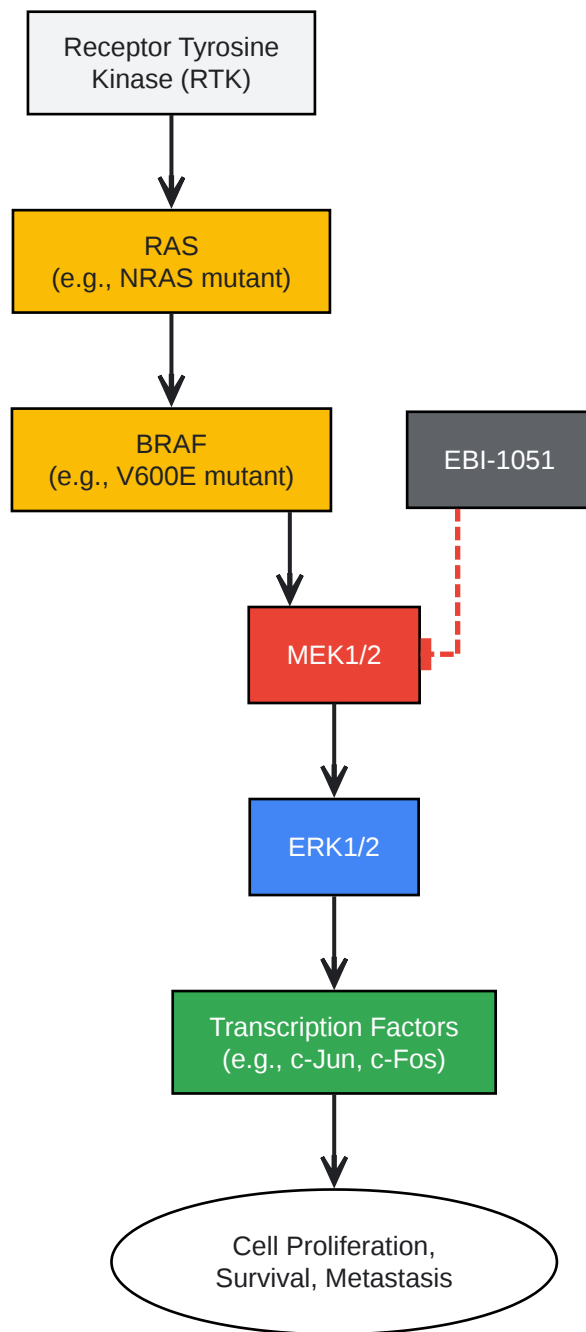 Receptor Tyrosine
Kinase (RTK)
RAS
(e.g., NRAS mutant)
BRAF
(e.g., V600E mutant)
EBI-1051
MEK1/2
ERK1/2
Transcription Factors
(e.g., c-Jun, c-Fos)
Cell Proliferation,
Survival, Metastasis